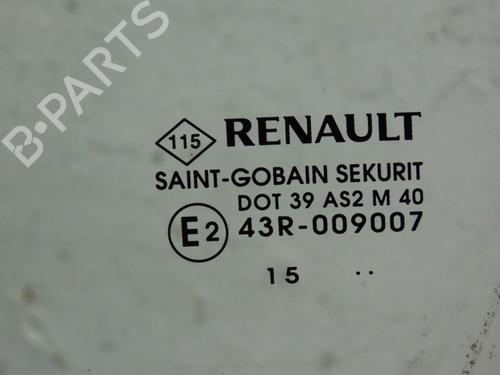 B-PARTS
115 RENAULT
SAINT-GOBAIN SEKURIT
DOT 39 AS2 M 40
E2 43R-009007
15 ..